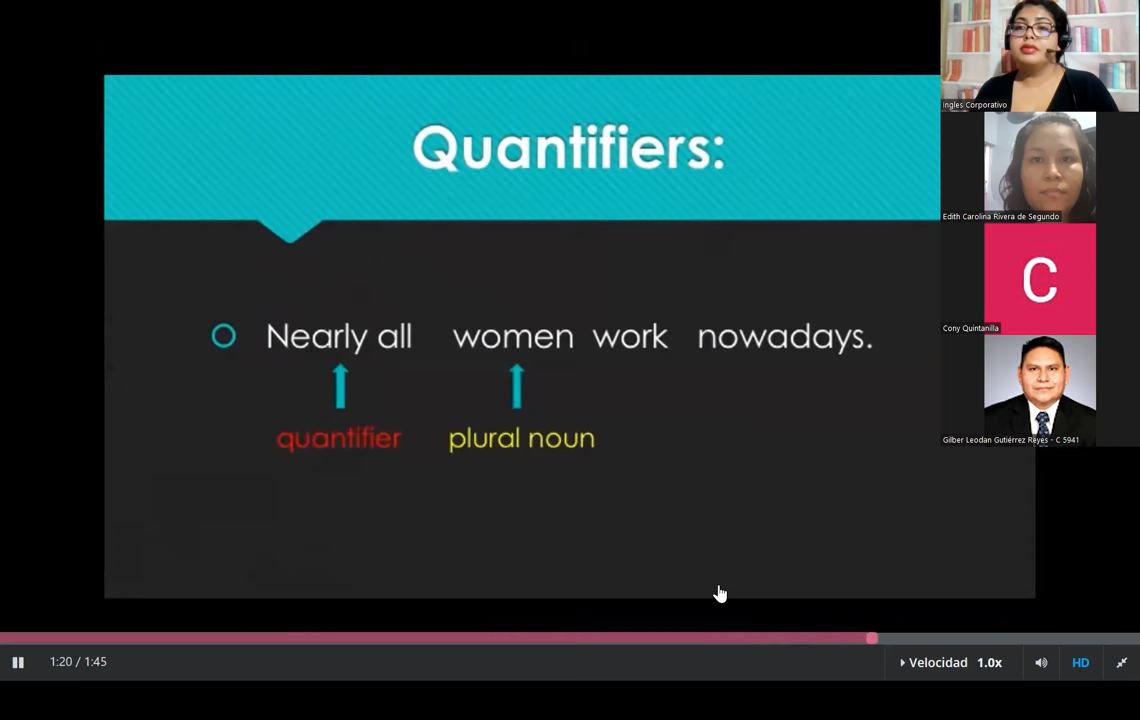 Quantifiers:
Nearly all women work nowadays.
quantifier plural noun
Ingles Corporativo
Edith Carolina Rivera de Segundo
C
Cony Quintanilla
Gilber Leodan Gutiérrez Reyes - C 5941
1:20 / 1:45
Velocidad 1.0x
HD